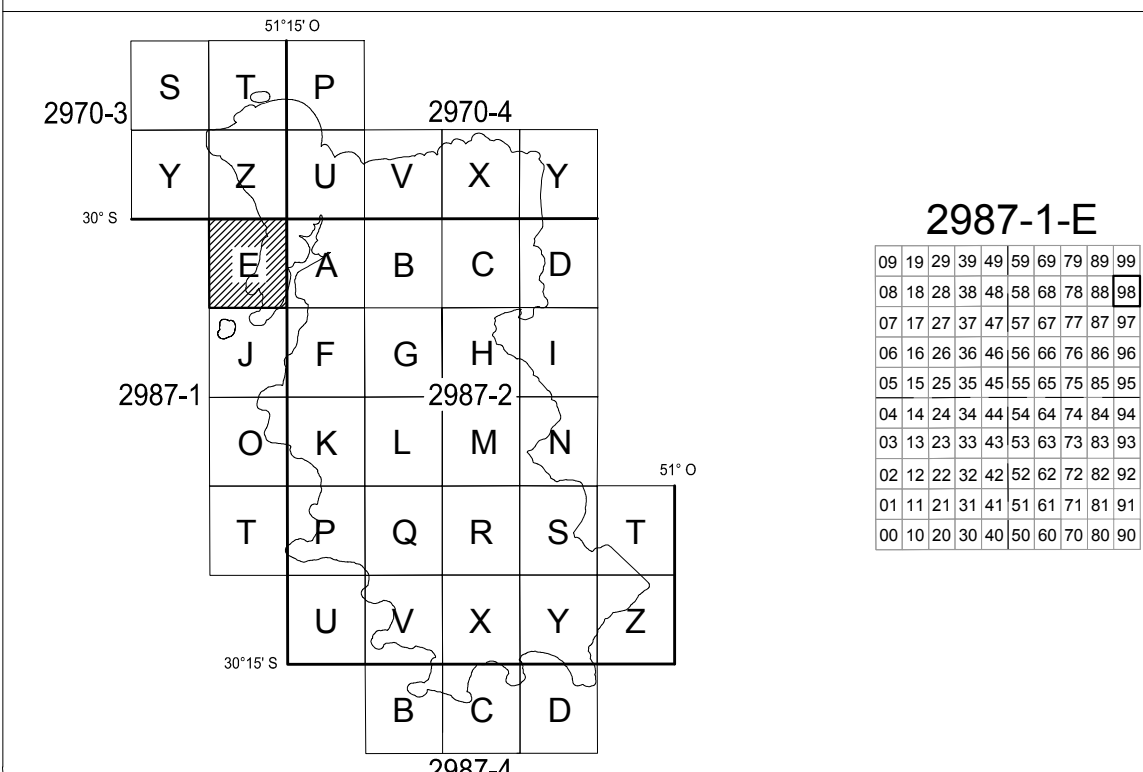 51°15' O
S T P
2970-3 2970-4
Y Z U V X Y
30° S
E A B C D
J F G H I
2987-1 2987-2
O K L M N
51° O
T P Q R S T
U V X Y Z
30°15' S
B C D
2987-4
2987-1-E
09 19 29 39 49 59 69 79 89 99
08 18 28 38 48 58 68 78 88 98
07 17 27 37 47 57 67 77 87 97
06 16 26 36 46 56 66 76 86 96
05 15 25 35 45 55 65 75 85 95
04 14 24 34 44 54 64 74 84 94
03 13 23 33 43 53 63 73 83 93
02 12 22 32 42 52 62 72 82 92
01 11 21 31 41 51 61 71 81 91
00 10 20 30 40 50 60 70 80 90